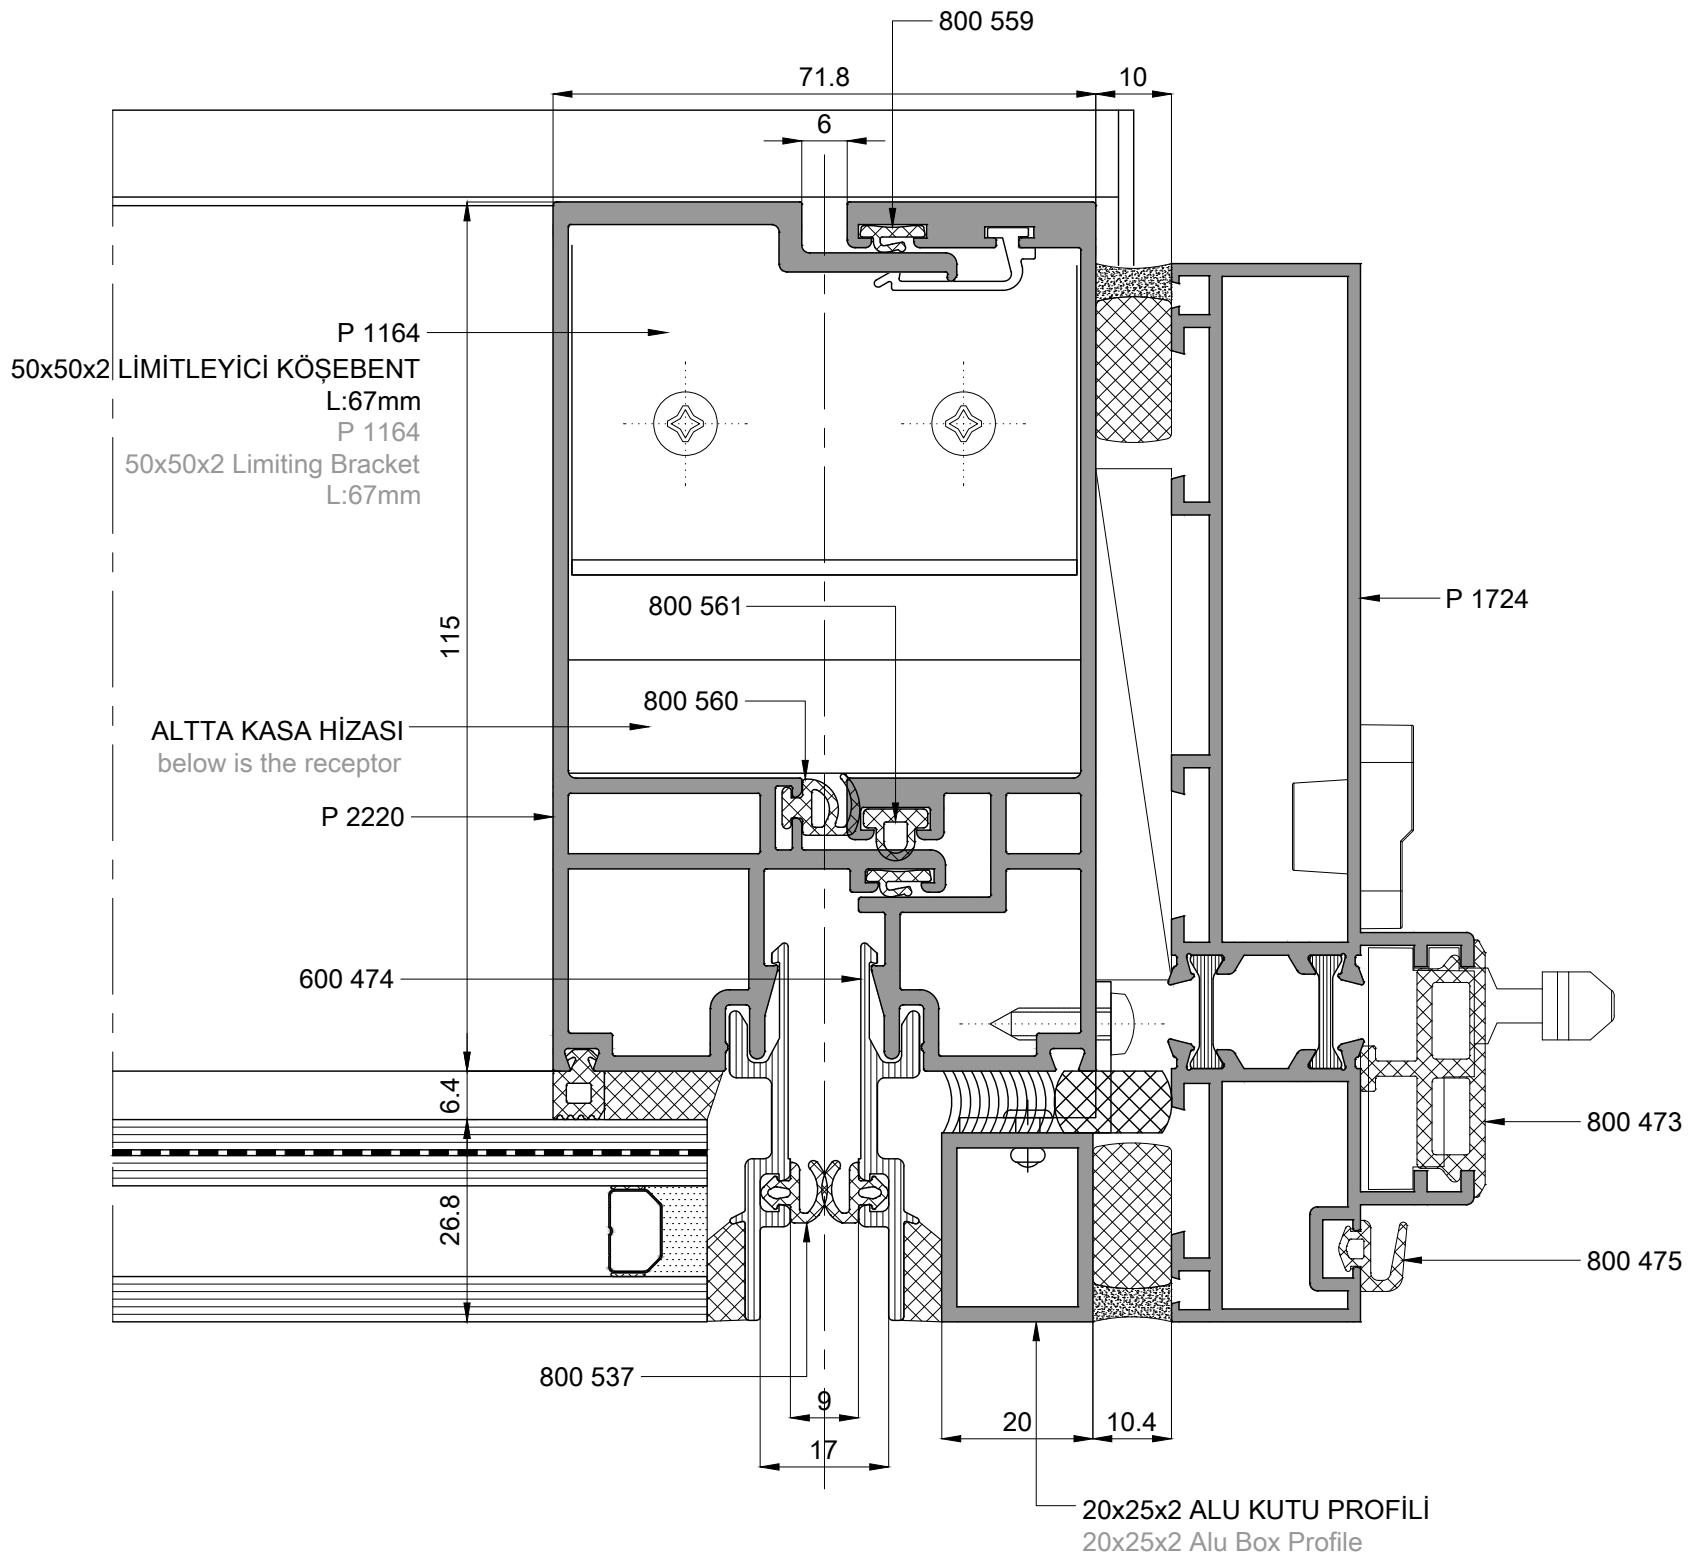 800 559
71.8
10
6
P 1164
50x50x2 LİMİTLEYİCİ KÖŞEBENT
L:67mm
P 1164
50x50x2 Limiting Bracket
L:67mm
115
800 561
P 1724
800 560
ALTTA KASA HİZASI
below is the receptor
P 2220
600 474
6.4
800 473
26.8
800 475
800 537
9
20
10.4
17
20x25x2 ALU KUTU PROFİLİ
20x25x2 Alu Box Profile